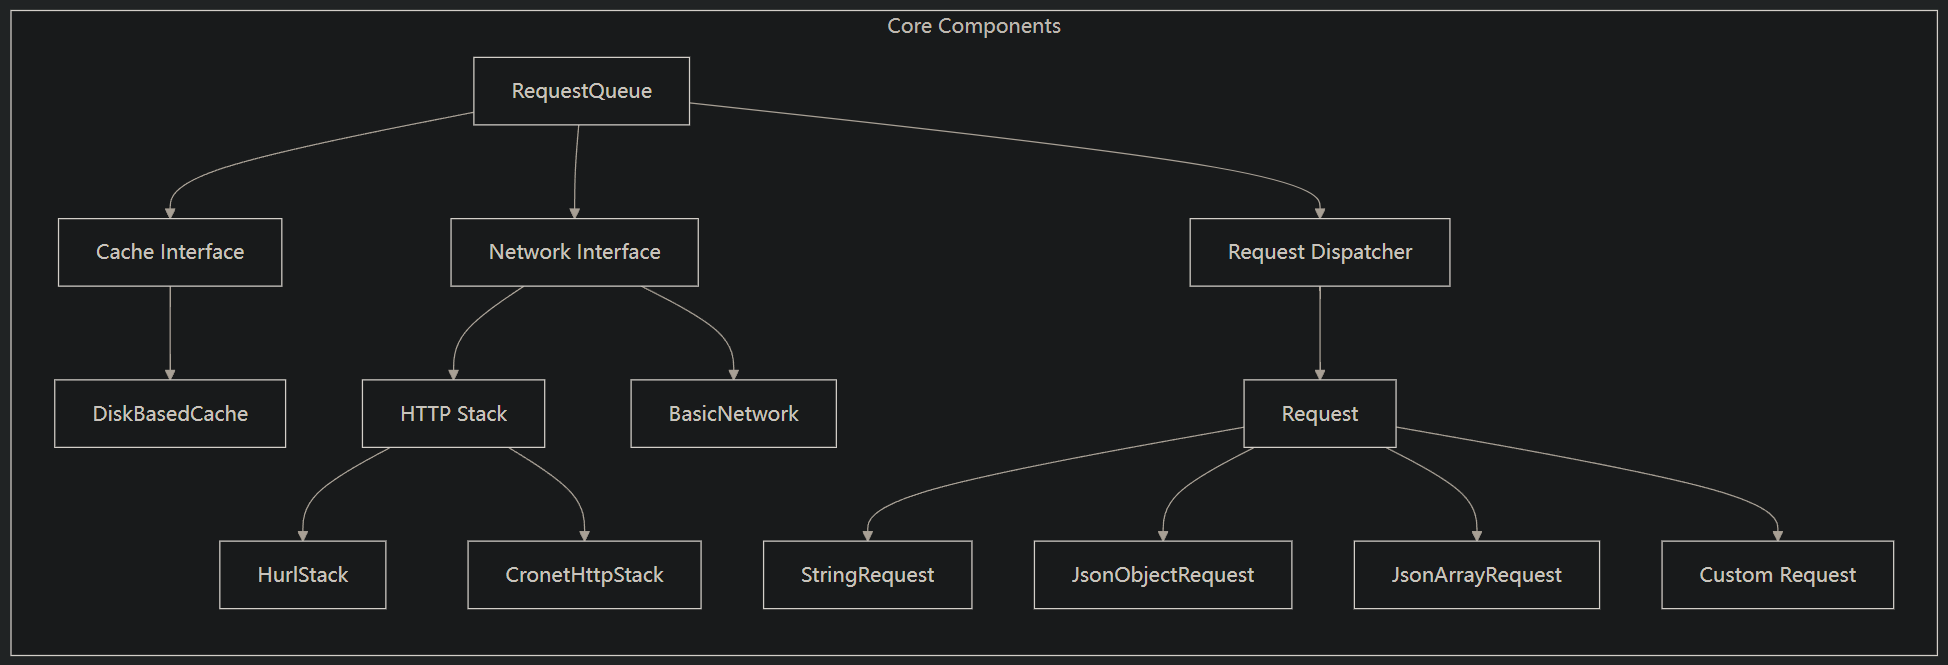 Core Components
RequestQueue
Cache Interface
Network Interface
Request Dispatcher
DiskBasedCache
HTTP Stack
BasicNetwork
Request
HurlStack
CronetHttpStack
StringRequest
JsonObjectRequest
JsonArrayRequest
Custom Request